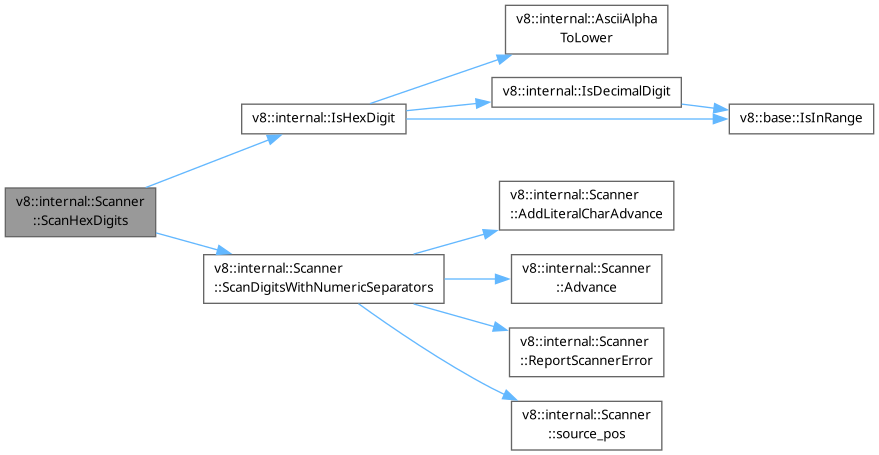 v8::internal::Scanner
::ScanHexDigits
v8::internal::IsHexDigit
v8::internal::AsciiAlpha
ToLower
v8::internal::IsDecimalDigit
v8::base::IsInRange
v8::internal::Scanner
::ScanDigitsWithNumericSeparators
v8::internal::Scanner
::AddLiteralCharAdvance
v8::internal::Scanner
::Advance
v8::internal::Scanner
::ReportScannerError
v8::internal::Scanner
::source_pos